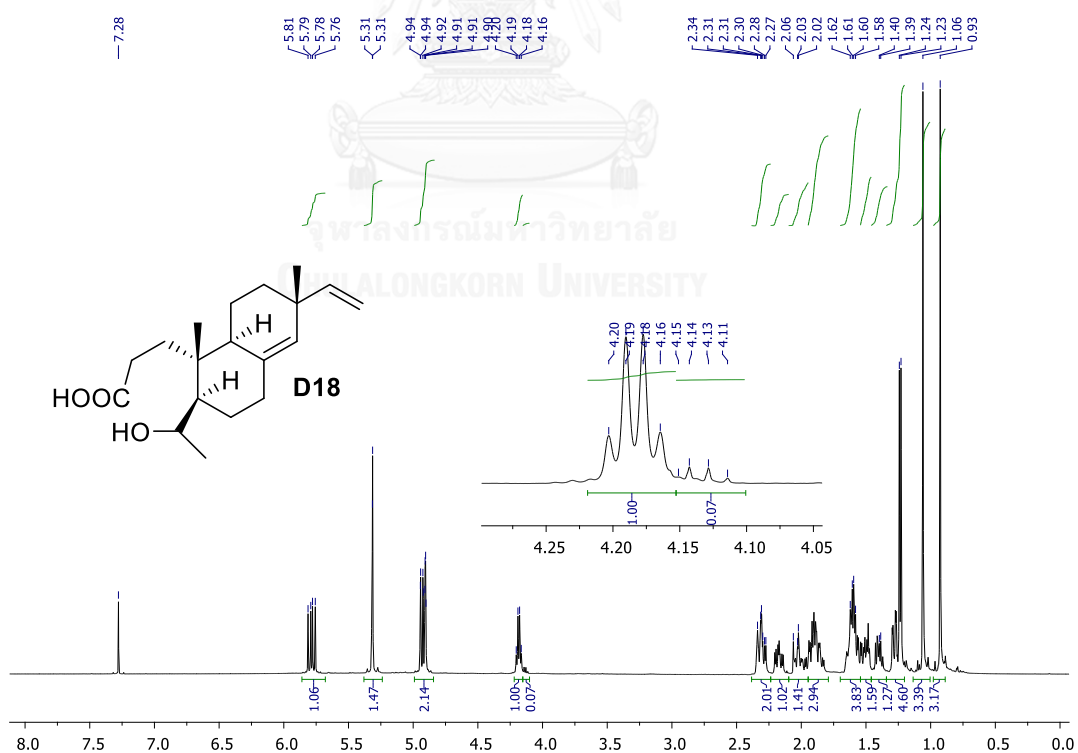 7.28 5.81 5.79 5.78 5.76 5.31 5.31 4.94 4.94 4.92 4.91 4.91 4.90 4.20 4.19 4.18 4.16 2.34 2.31 2.31 2.30 2.28 2.27 2.06 2.03 2.02 1.62 1.61 1.60 1.58 1.40 1.39 1.24 1.23 1.06 0.93
จุฬาลงกรณ์มหาวิทยาลัย
CHULALONGKORN UNIVERSITY
H
H
D18
HOOC
HO
4.20 4.19 4.18 4.16 4.15 4.14 4.13 4.11
1.00 0.07
4.25 4.20 4.15 4.10 4.05
1.06 1.47 2.14 1.00 0.07 2.01 1.02 1.41 2.94 3.83 1.59 1.27 4.60 3.39 3.17
8.0 7.5 7.0 6.5 6.0 5.5 5.0 4.5 4.0 3.5 3.0 2.5 2.0 1.5 1.0 0.5 0.0